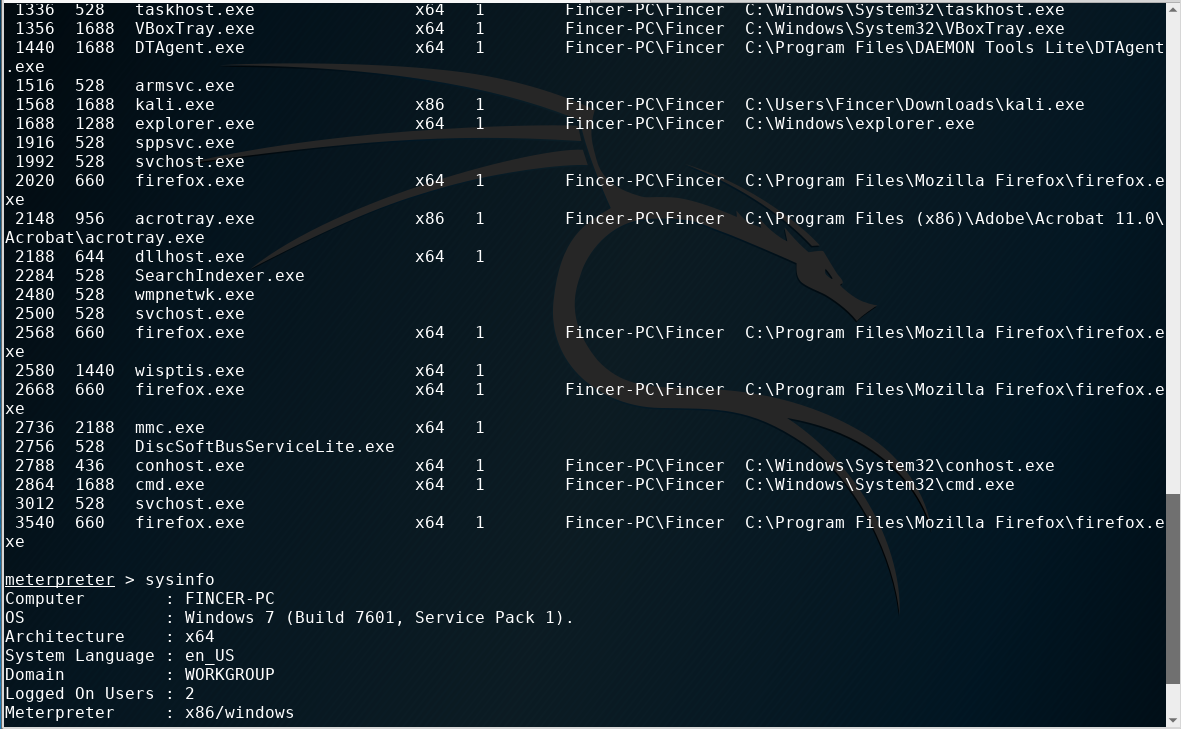 1336  528   taskhost.exe                x64   1        Fincer-PC\Fincer  C:\Windows\System32\taskhost.exe
1356  1688  VBoxTray.exe                x64   1        Fincer-PC\Fincer  C:\Windows\System32\VBoxTray.exe
1440  1688  DTAgent.exe                 x64   1        Fincer-PC\Fincer  C:\Program Files\DAEMON Tools Lite\DTAgent
.exe
1516  528   armsvc.exe
1568  1688  kali.exe                    x86   1        Fincer-PC\Fincer  C:\Users\Fincer\Downloads\kali.exe
1688  1288  explorer.exe                x64   1        Fincer-PC\Fincer  C:\Windows\explorer.exe
1916  528   sppsvc.exe
1992  528   svchost.exe
2020  660   firefox.exe                 x64   1        Fincer-PC\Fincer  C:\Program Files\Mozilla Firefox\firefox.e
xe
2148  956   acrotray.exe                x86   1        Fincer-PC\Fincer  C:\Program Files (x86)\Adobe\Acrobat 11.0\
Acrobat\acrotray.exe
2188  644   dllhost.exe                 x64   1
2284  528   SearchIndexer.exe
2480  528   wmpnetwk.exe
2500  528   svchost.exe
2568  660   firefox.exe                 x64   1        Fincer-PC\Fincer  C:\Program Files\Mozilla Firefox\firefox.e
xe
2580  1440  wisptis.exe                 x64   1
2668  660   firefox.exe                 x64   1        Fincer-PC\Fincer  C:\Program Files\Mozilla Firefox\firefox.e
xe
2736  2188  mmc.exe                     x64   1
2756  528   DiscSoftBusServiceLite.exe
2788  436   conhost.exe                 x64   1        Fincer-PC\Fincer  C:\Windows\System32\conhost.exe
2864  1688  cmd.exe                     x64   1        Fincer-PC\Fincer  C:\Windows\System32\cmd.exe
3012  528   svchost.exe
3540  660   firefox.exe                 x64   1        Fincer-PC\Fincer  C:\Program Files\Mozilla Firefox\firefox.e
xe
meterpreter > sysinfo
Computer        : FINCER-PC
OS              : Windows 7 (Build 7601, Service Pack 1).
Architecture    : x64
System Language : en_US
Domain          : WORKGROUP
Logged On Users : 2
Meterpreter     : x86/windows